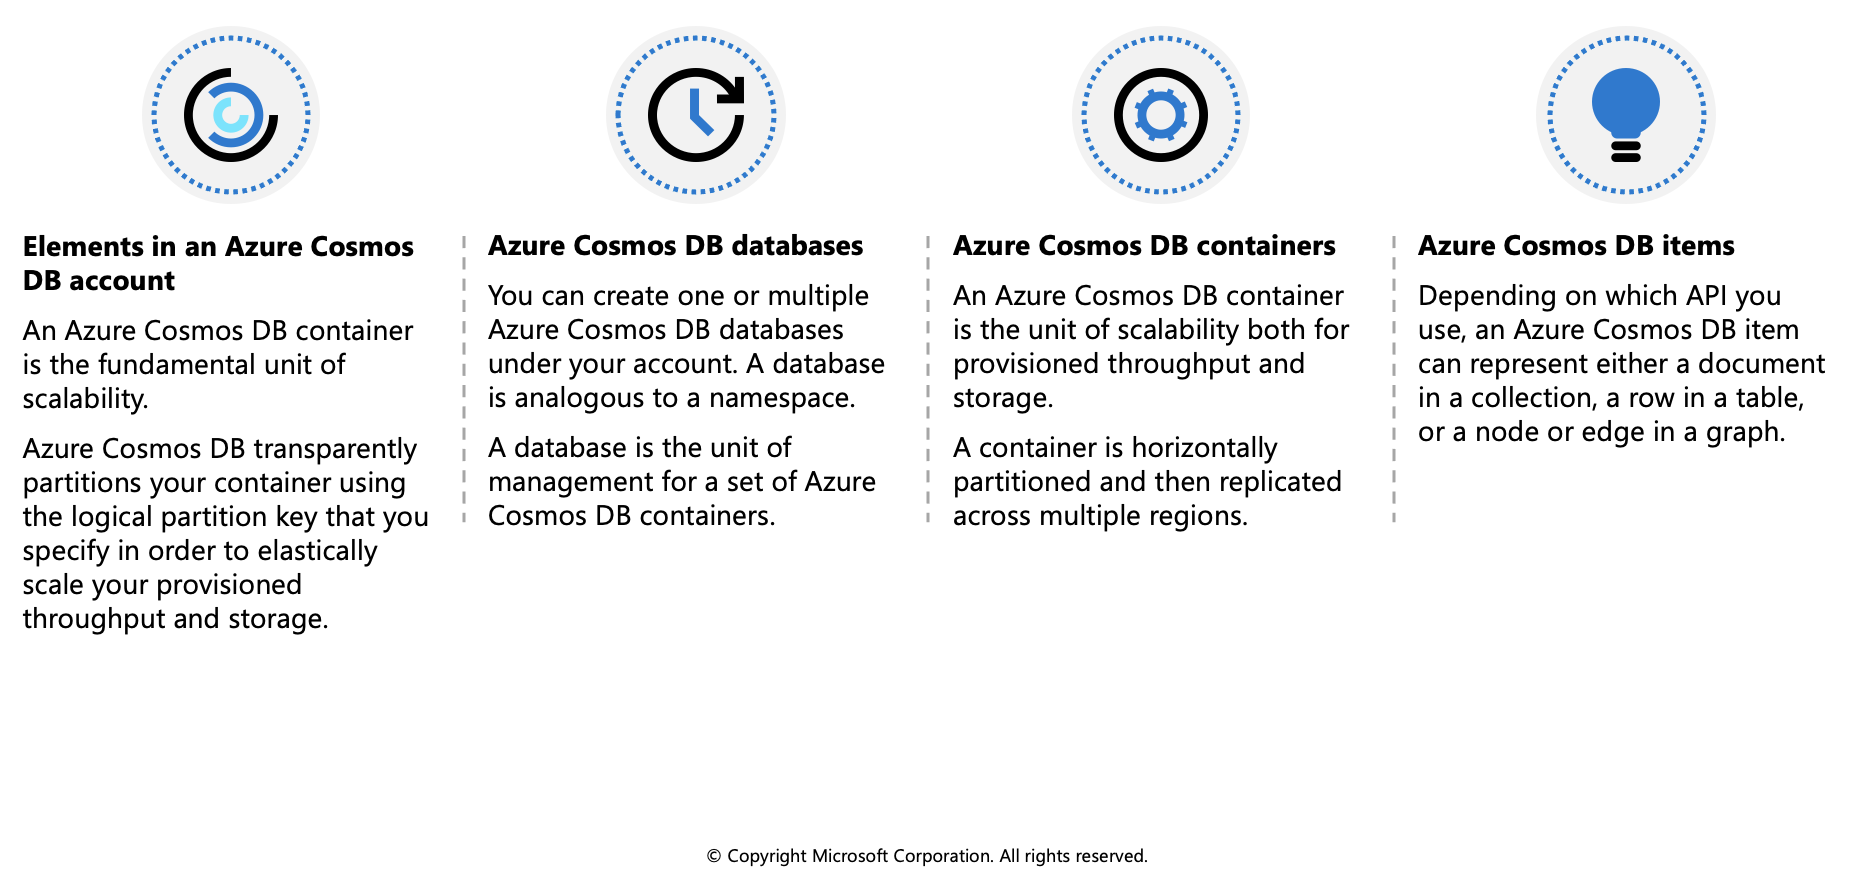 Elements in an Azure Cosmos
DB account
An Azure Cosmos DB container
is the fundamental unit of
scalability.
Azure Cosmos DB transparently
partitions your container using
the logical partition key that you
specify in order to elastically
scale your provisioned
throughput and storage.
Azure Cosmos DB databases
You can create one or multiple
Azure Cosmos DB databases
under your account. A database
is analogous to a namespace.
A database is the unit of
management for a set of Azure
Cosmos DB containers.
Azure Cosmos DB containers
An Azure Cosmos DB container
is the unit of scalability both for
provisioned throughput and
storage.
A container is horizontally
partitioned and then replicated
across multiple regions.
Azure Cosmos DB items
Depending on which API you
use, an Azure Cosmos DB item
can represent either a document
in a collection, a row in a table,
or a node or edge in a graph.
© Copyright Microsoft Corporation. All rights reserved.